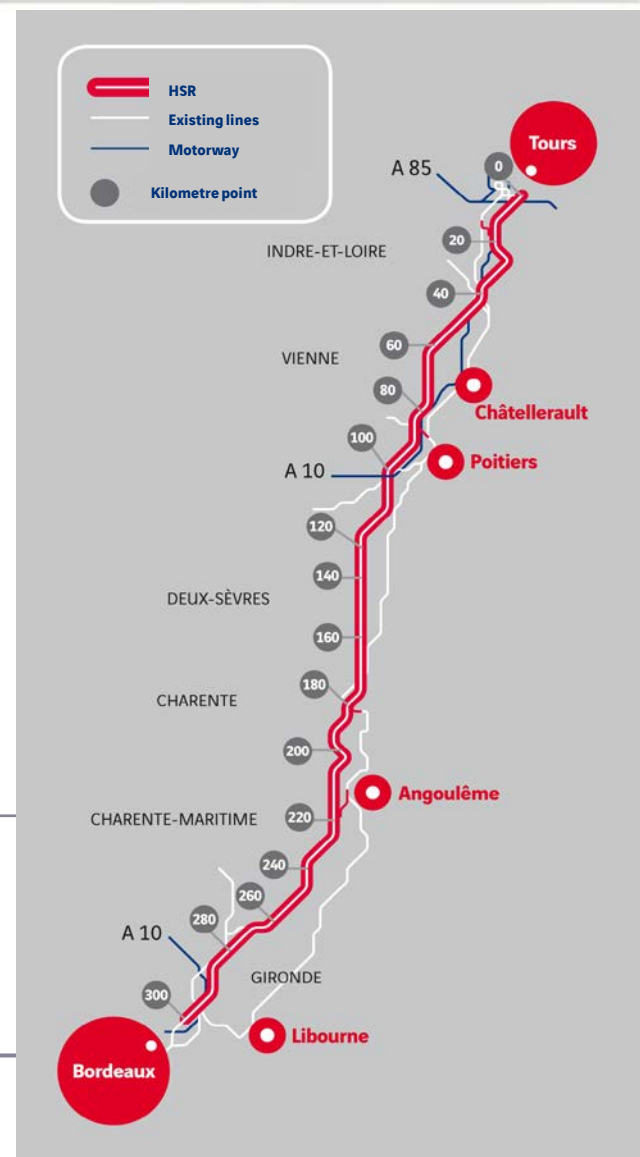 HSR
Existing lines
Motorway
Kilometre point
Tours
0
A 85
20
INDRE-ET-LOIRE
40
60
VIENNE
80
Châtellerault
100
Poitiers
A 10
120
140
DEUX-SÈVRES
160
180
CHARENTE
200
Angoulême
220
CHARENTE-MARITIME
240
260
280
A 10
GIRONDE
300
Libourne
Bordeaux